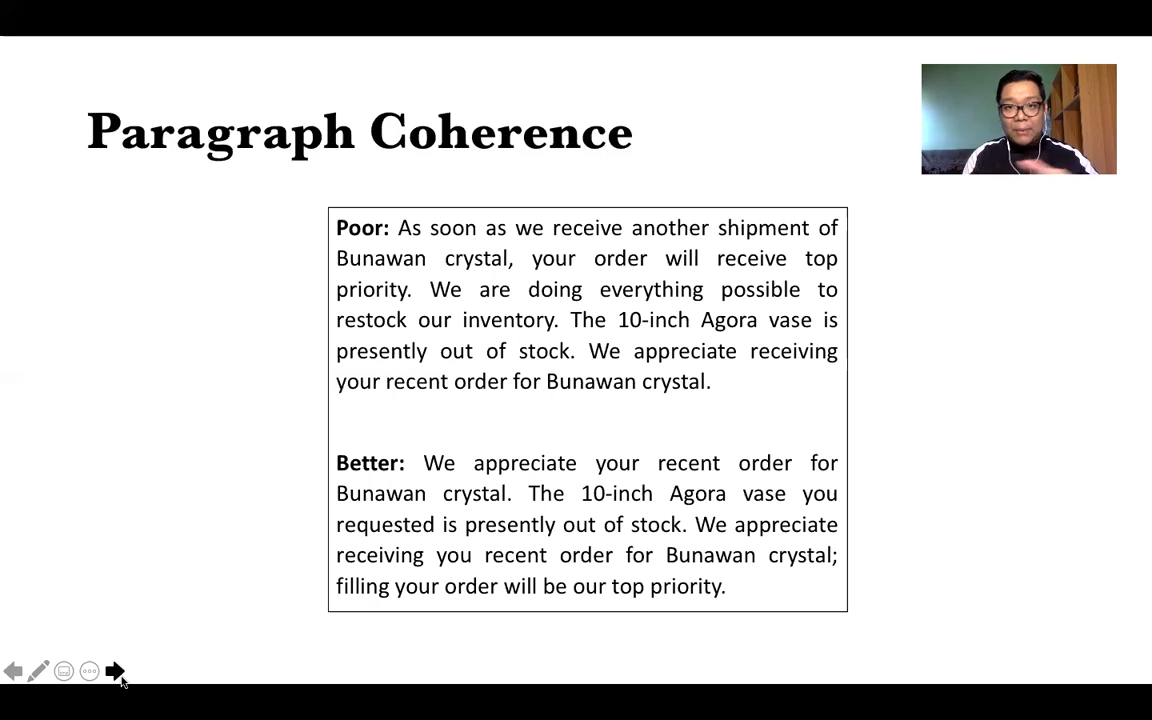 Paragraph Coherence
Poor: As soon as we receive another shipment of
Bunawan crystal, your order will receive top
priority. We are doing everything possible to
restock our inventory. The 10-inch Agora vase is
presently out of stock. We appreciate receiving
your recent order for Bunawan crystal.
Better: We appreciate your recent order for
Bunawan crystal. The 10-inch Agora vase you
requested is presently out of stock. We appreciate
receiving you recent order for Bunawan crystal;
filling your order will be our top priority.